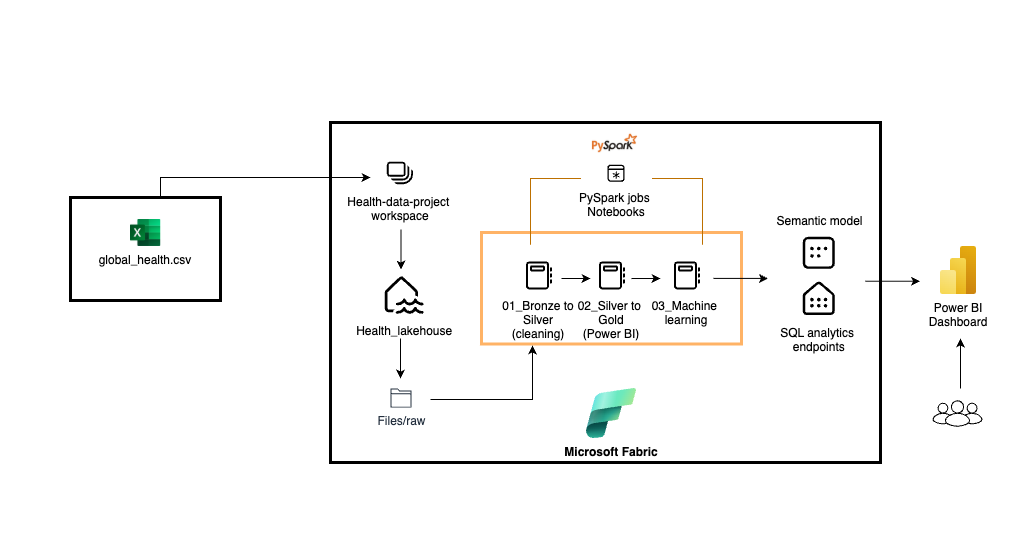 global_health.csv
Health-data-project
workspace
Health_lakehouse
Files/raw
PySpark
PySpark jobs
Notebooks
01_Bronze to
Silver
(cleaning)
02_Silver to
Gold
(Power BI)
03_Machine
learning
Microsoft Fabric
Semantic model
SQL analytics
endpoints
Power BI
Dashboard